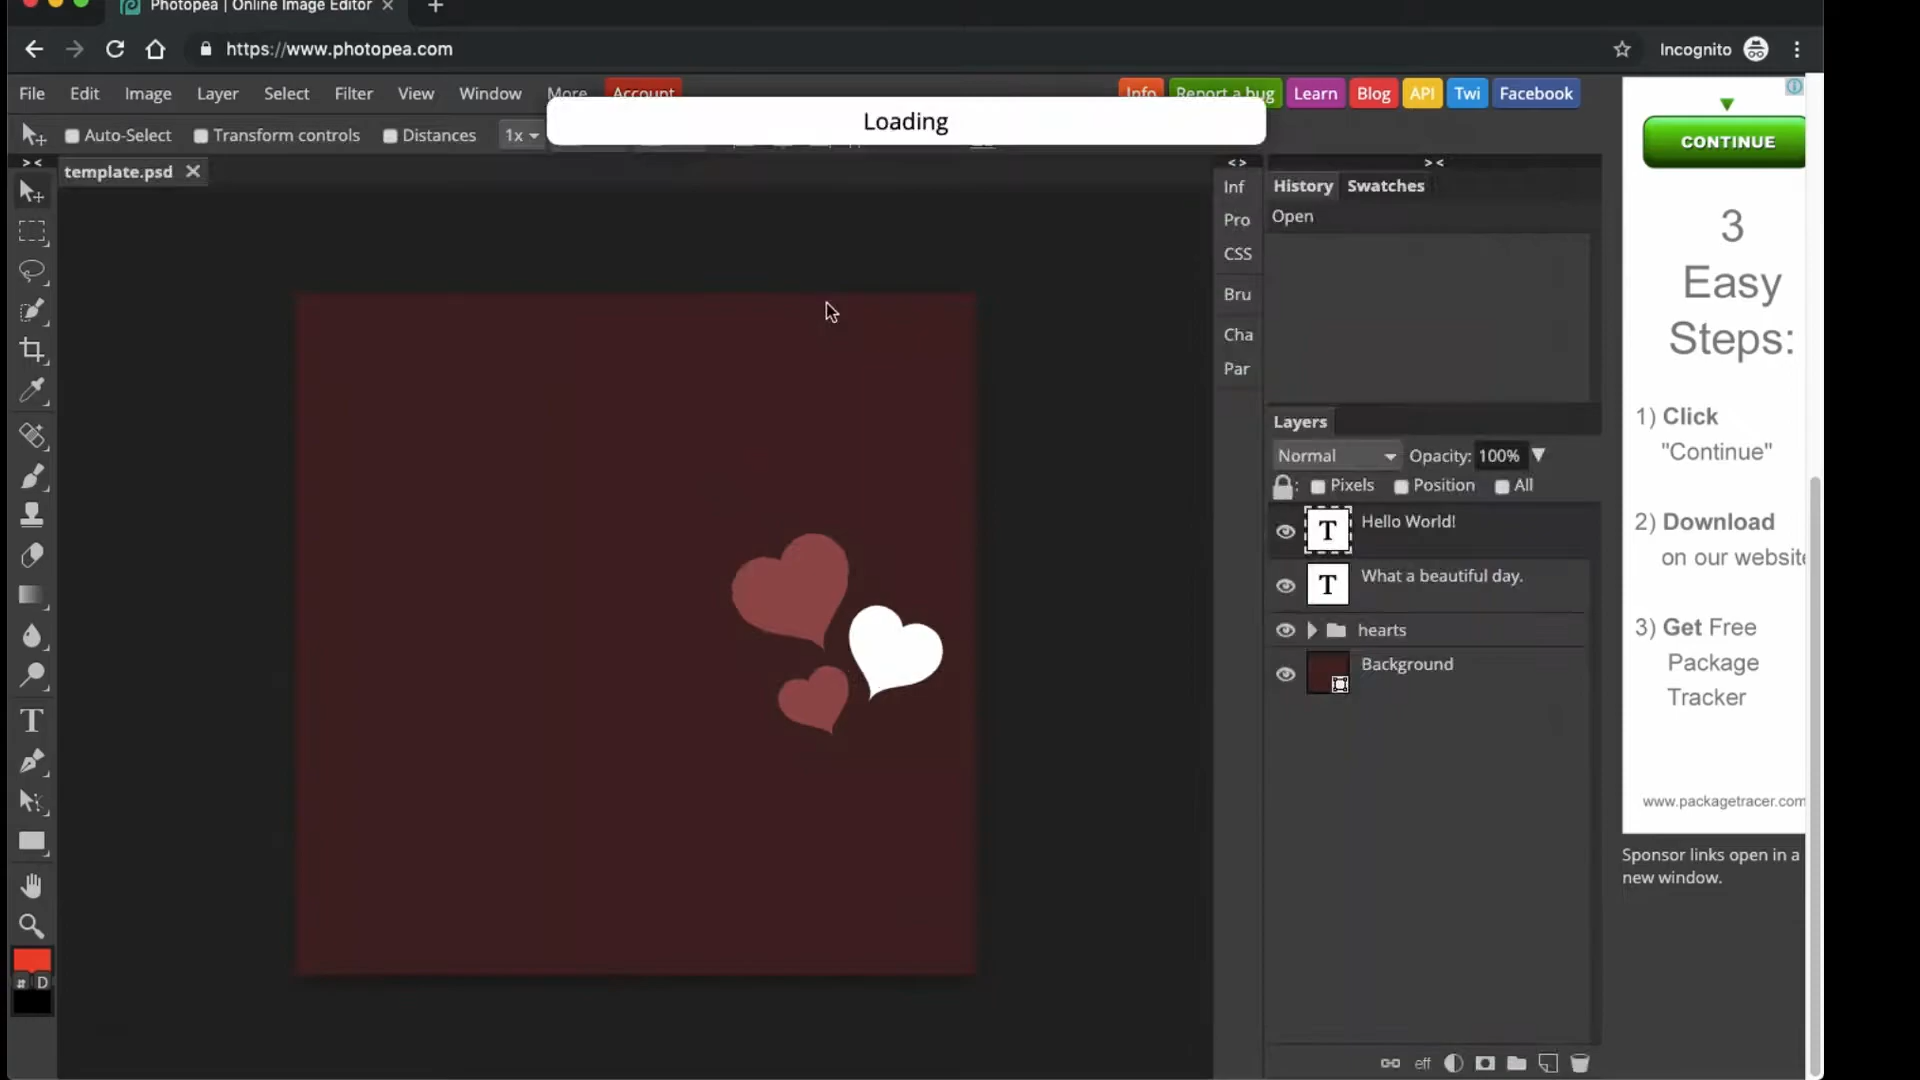 Photopea | Online Image Editor
https://www.photopea.com
Incognito
File Edit Image Layer Select Filter View Window More Account
Info Report a bug Learn Blog API Twi Facebook
Loading
Auto-Select Transform controls Distances 1x
template.psd
Inf
Pro
CSS
Bru
Cha
Par
History Swatches
Open
Layers
Normal Opacity: 100%
Pixels Position All
T Hello World!
T What a beautiful day.
hearts
Background
eff
T
D
CONTINUE
3
Easy
Steps:
1) Click
"Continue"
2) Download
on our website
3) Get Free
Package
Tracker
www.packagetracer.com
Sponsor links open in a
new window.